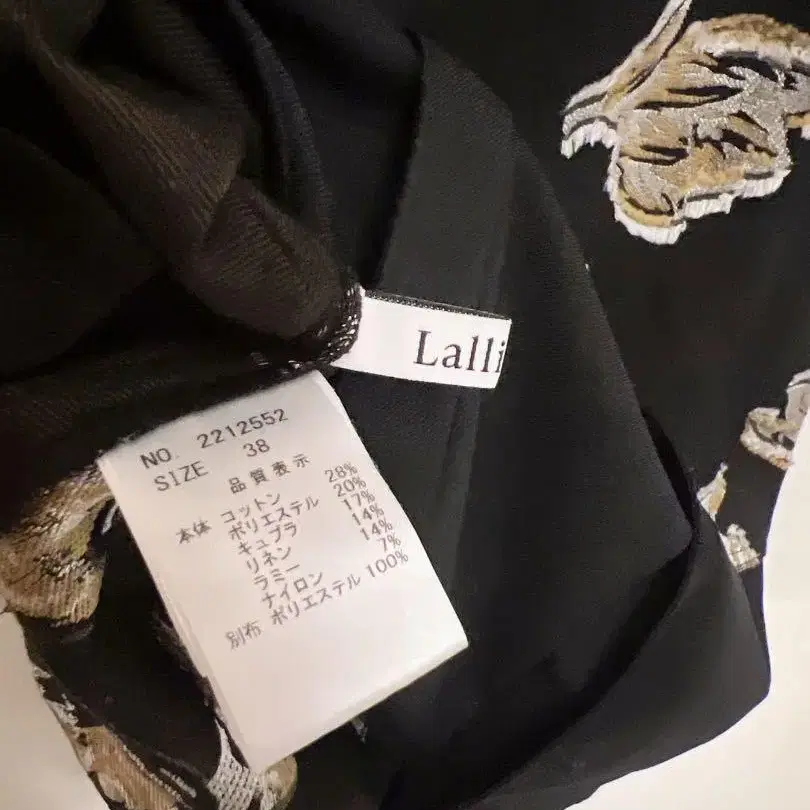 Lalli
NO. 2212552
SIZE 38
品質表示
本体 コットン 28%
ポリエステル 20%
キュプラ 17%
リネン 14%
ラミー 14%
ナイロン 7%
別布 ポリエステル 100%